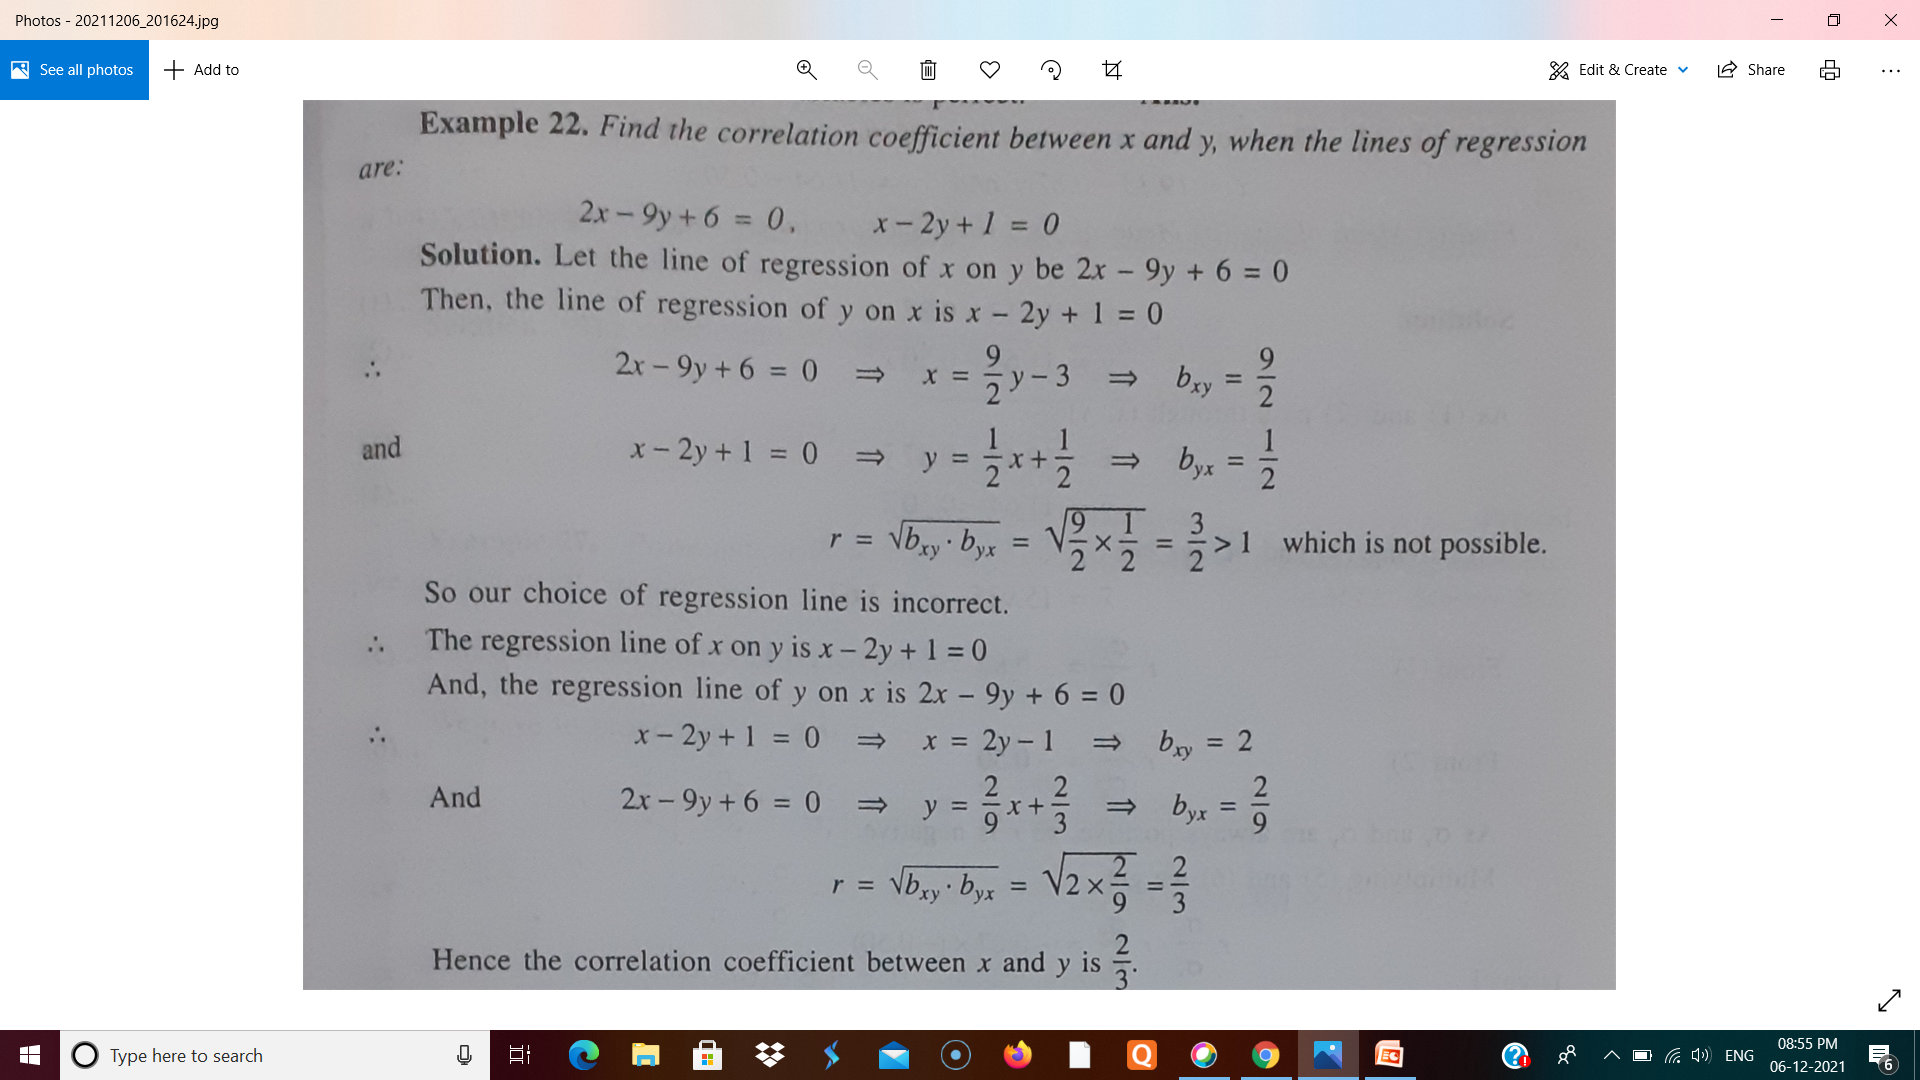 Photos - 20211206_201624.jpg
See all photos
Add to
Edit & Create
Share
Example 22. Find the correlation coefficient between x and y, when the lines of regression
are:
2x – 9y + 6 = 0, x – 2y + 1 = 0
Solution. Let the line of regression of x on y be 2x – 9y + 6 = 0
Then, the line of regression of y on x is x – 2y + 1 = 0
∴ 2x – 9y + 6 = 0 ⇒ x = 9/2 y – 3 ⇒ b_xy = 9/2
and x – 2y + 1 = 0 ⇒ y = 1/2 x + 1/2 ⇒ b_yx = 1/2
r = √(b_xy · b_yx) = √(9/2 × 1/2) = 3/2 > 1 which is not possible.
So our choice of regression line is incorrect.
∴ The regression line of x on y is x – 2y + 1 = 0
And, the regression line of y on x is 2x – 9y + 6 = 0
∴ x – 2y + 1 = 0 ⇒ x = 2y – 1 ⇒ b_xy = 2
And 2x – 9y + 6 = 0 ⇒ y = 2/9 x + 2/3 ⇒ b_yx = 2/9
r = √(b_xy · b_yx) = √(2 × 2/9) = 2/3
Hence the correlation coefficient between x and y is 2/3.
Type here to search
ENG
08:55 PM
06-12-2021
6